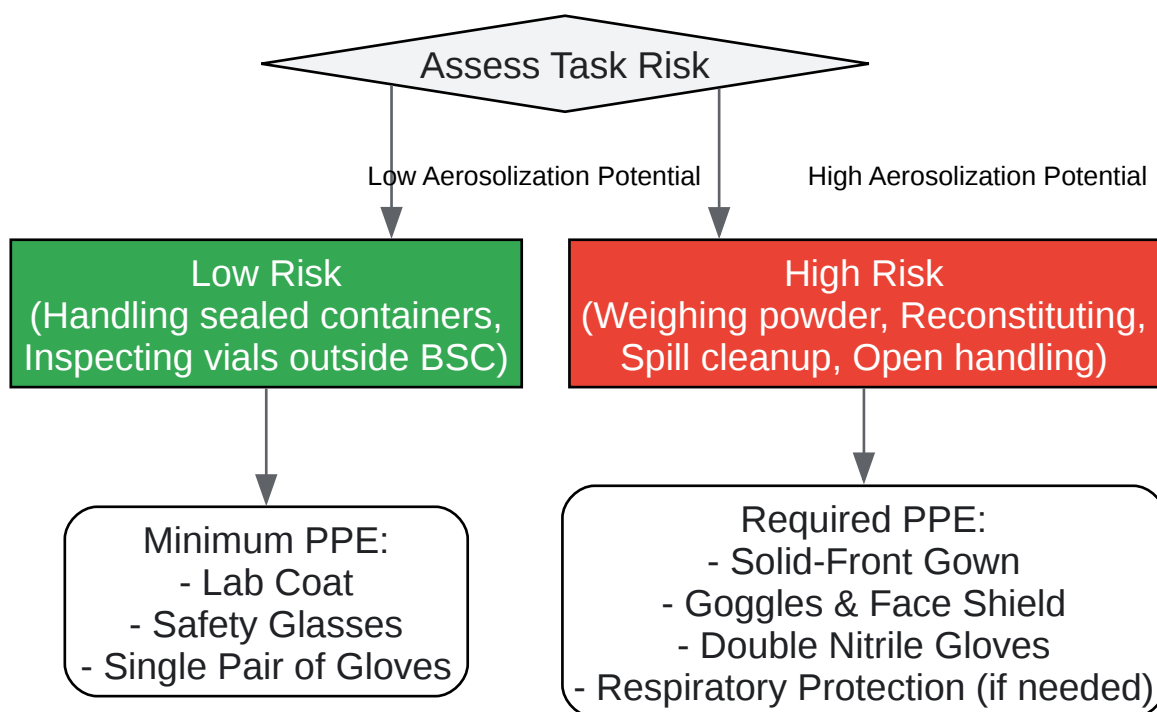 Assess Task Risk
Low Aerosolization Potential
High Aerosolization Potential
Low Risk
(Handling sealed containers,
Inspecting vials outside BSC)
High Risk
(Weighing powder, Reconstituting,
Spill cleanup, Open handling)
Minimum PPE:
- Lab Coat
- Safety Glasses
- Single Pair of Gloves
Required PPE:
- Solid-Front Gown
- Goggles & Face Shield
- Double Nitrile Gloves
- Respiratory Protection (if needed)